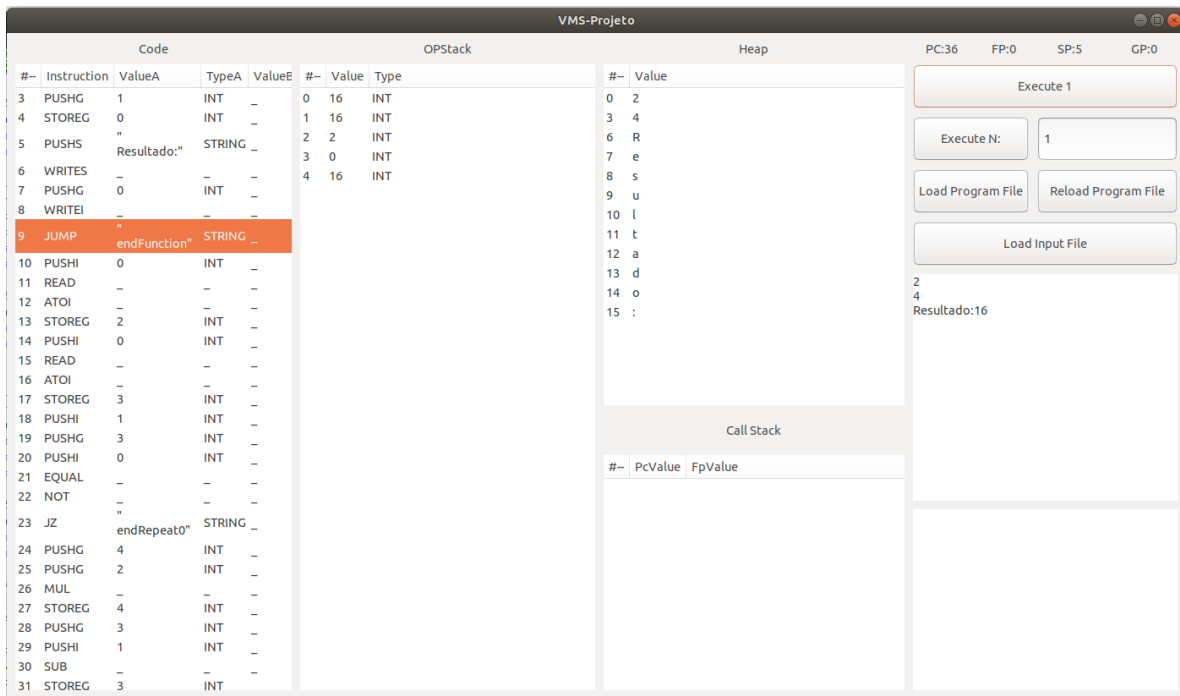 VMS-Projeto
Code
#-- Instruction ValueA TypeA ValueB
3 PUSHG 1 INT _
4 STOREG 0 INT _
5 PUSHS " Resultado:" STRING _
6 WRITES _ _ _
7 PUSHG 0 INT _
8 WRITEI _ _ _
9 JUMP " endFunction" STRING _
10 PUSHI 0 INT _
11 READ _ _ _
12 ATOI _ _ _
13 STOREG 2 INT _
14 PUSHI 0 INT _
15 READ _ _ _
16 ATOI _ _ _
17 STOREG 3 INT _
18 PUSHI 1 INT _
19 PUSHG 3 INT _
20 PUSHI 0 INT _
21 EQUAL _ _ _
22 NOT _ _ _
23 JZ " endRepeat0" STRING _
24 PUSHG 4 INT _
25 PUSHG 2 INT _
26 MUL _ _ _
27 STOREG 4 INT _
28 PUSHG 3 INT _
29 PUSHI 1 INT _
30 SUB _ _ _
31 STOREG 3 INT
OPStack
#-- Value Type
0 16 INT
1 16 INT
2 2 INT
3 0 INT
4 16 INT
Heap
#-- Value
0 2
3 4
6 R
7 e
8 s
9 u
10 l
11 t
12 a
13 d
14 o
15 :
Call Stack
#-- PcValue FpValue
PC:36 FP:0 SP:5 GP:0
Execute 1
Execute N: 1
Load Program File Reload Program File
Load Input File
2
4
Resultado:16